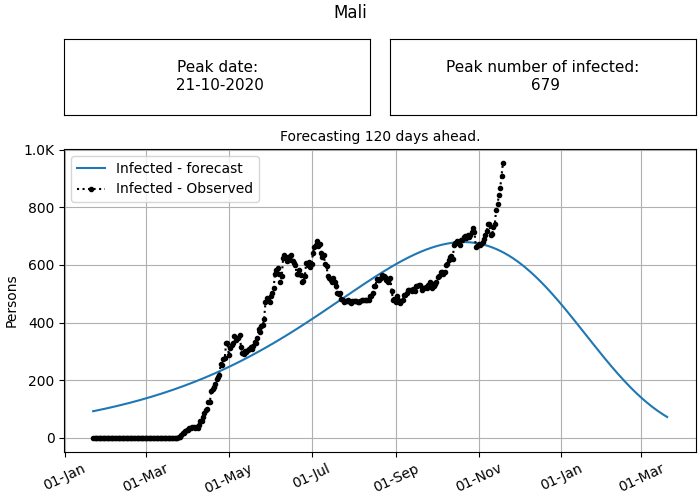 Mali
Peak date:
21-10-2020
Peak number of infected:
679
Forecasting 120 days ahead.
1.0K
800
600
400
200
0
Persons
Infected - forecast
Infected - Observed
01-Jan
01-Mar
01-May
01-Jul
01-Sep
01-Nov
01-Jan
01-Mar